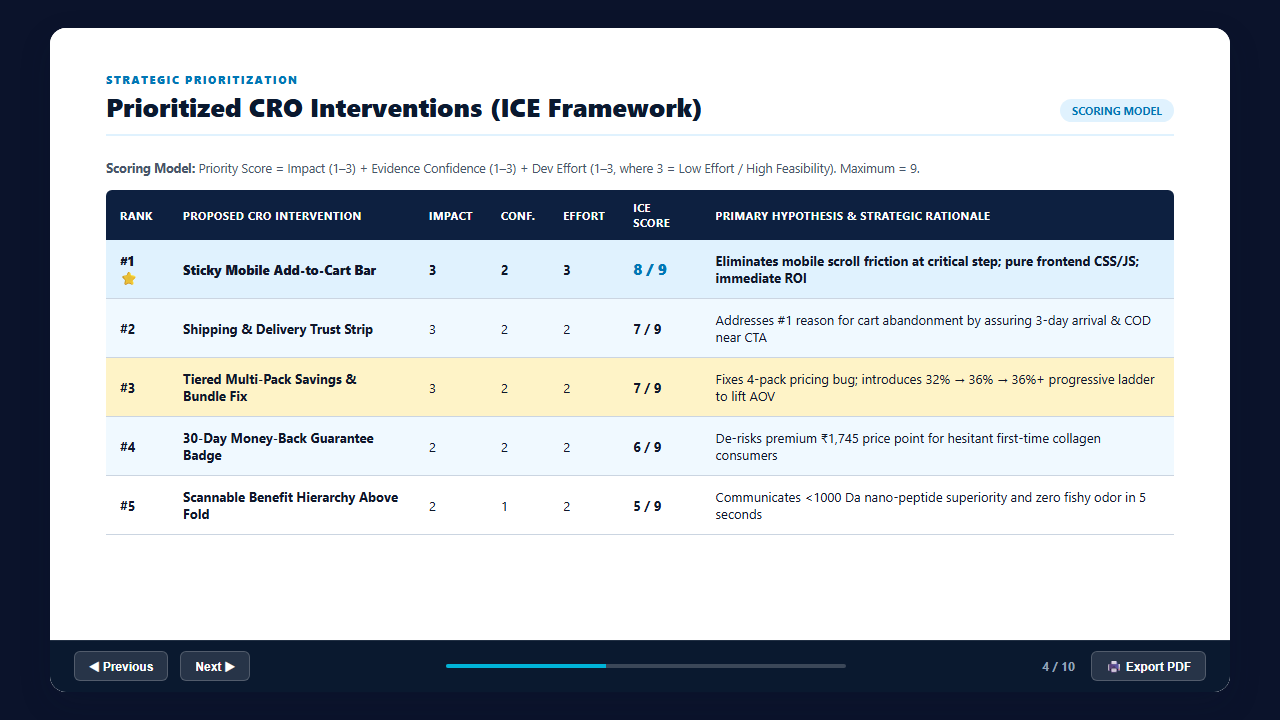 STRATEGIC PRIORITIZATION
Prioritized CRO Interventions (ICE Framework)
SCORING MODEL
Scoring Model: Priority Score = Impact (1–3) + Evidence Confidence (1–3) + Dev Effort (1–3, where 3 = Low Effort / High Feasibility). Maximum = 9.
RANK PROPOSED CRO INTERVENTION IMPACT CONF. EFFORT ICE SCORE PRIMARY HYPOTHESIS & STRATEGIC RATIONALE
#1 ⭐ Sticky Mobile Add-to-Cart Bar 3 2 3 8 / 9 Eliminates mobile scroll friction at critical step; pure frontend CSS/JS;
immediate ROI
#2 Shipping & Delivery Trust Strip 3 2 2 7 / 9 Addresses #1 reason for cart abandonment by assuring 3-day arrival & COD
near CTA
#3 Tiered Multi-Pack Savings &
Bundle Fix 3 2 2 7 / 9 Fixes 4-pack pricing bug; introduces 32% → 36% → 36%+ progressive ladder
to lift AOV
#4 30-Day Money-Back Guarantee
Badge 2 2 2 6 / 9 De-risks premium ₹1,745 price point for hesitant first-time collagen
consumers
#5 Scannable Benefit Hierarchy Above
Fold 2 1 2 5 / 9 Communicates <1000 Da nano-peptide superiority and zero fishy odor in 5
seconds
◀ Previous Next ▶ 4 / 10 Export PDF